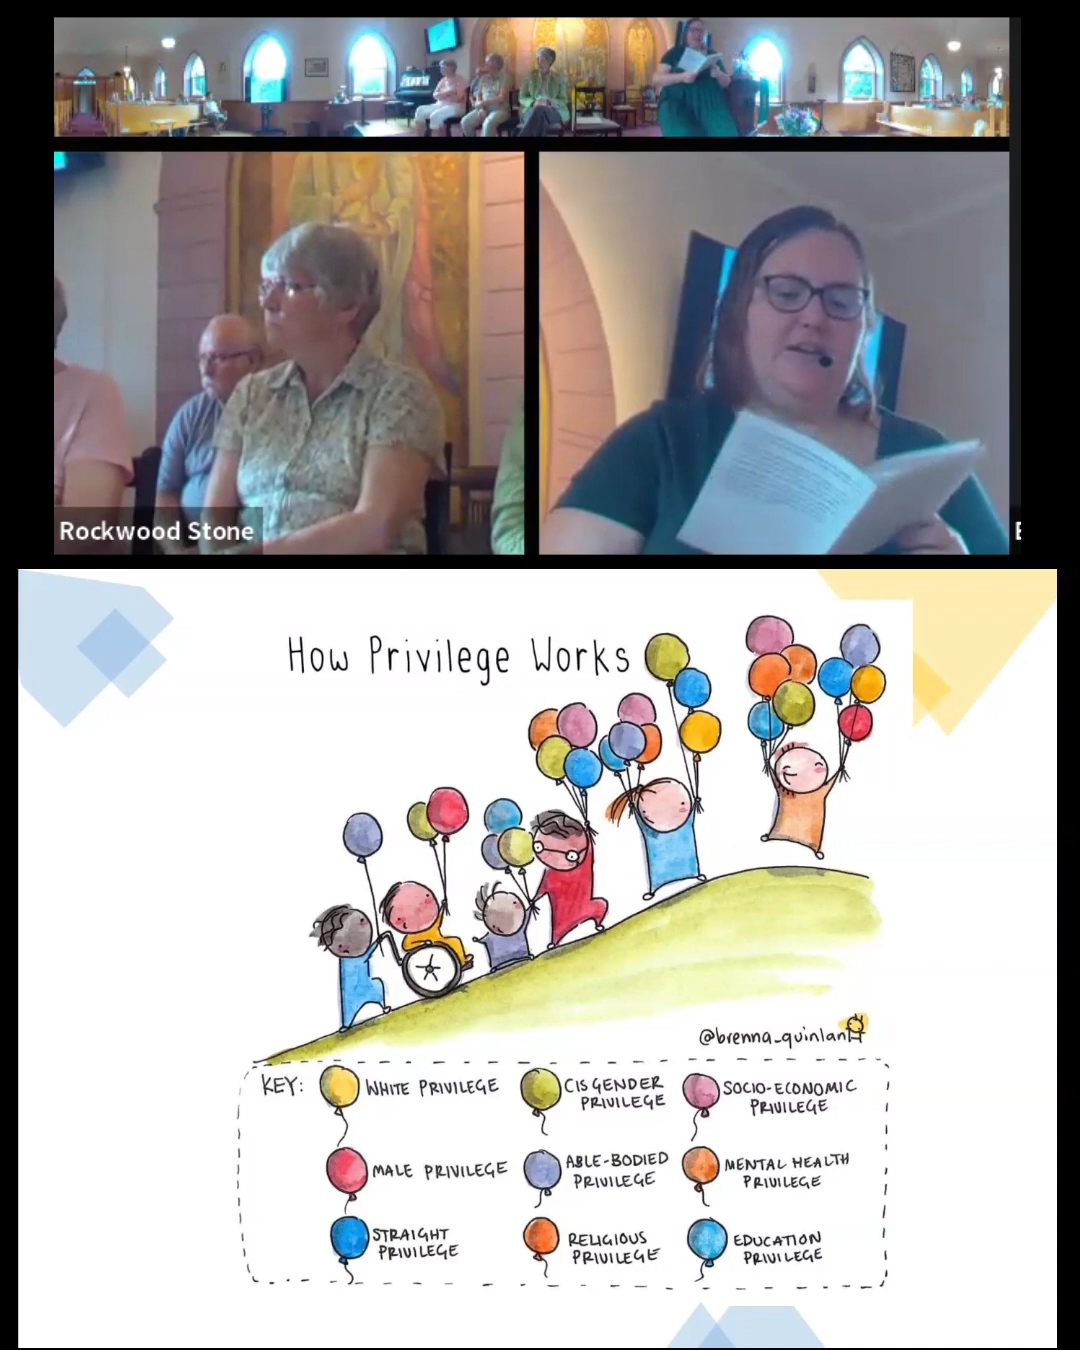 Rockwood Stone
How Privilege Works
@brenna_quinlan
KEY:
WHITE PRIVILEGE
CISGENDER
PRIVILEGE
SOCIO-ECONOMIC
PRIVILEGE
MALE PRIVILEGE
ABLE-BODIED
PRIVILEGE
MENTAL HEALTH
PRIVILEGE
STRAIGHT
PRIVILEGE
RELIGIOUS
PRIVILEGE
EDUCATION
PRIVILEGE